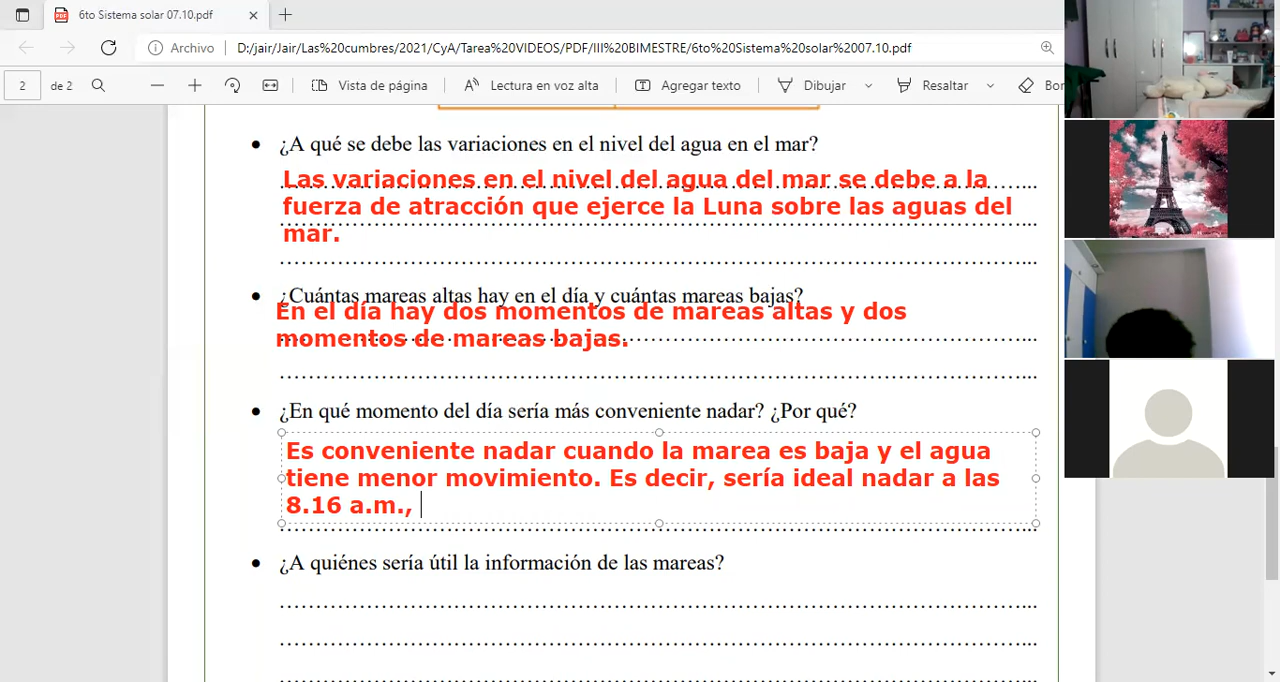 6to Sistema solar 07.10.pdf
Archivo D:/jair/Jair/Las%20cumbres/2021/CyA/Tarea%20VIDEOS/PDF/III%20BIMESTRE/6to%20Sistema%20solar%2007.10.pdf
2 de 2 Vista de página Lectura en voz alta Agregar texto Dibujar Resaltar Bor
• ¿A qué se debe las variaciones en el nivel del agua en el mar?
Las variaciones en el nivel del agua del mar se debe a la
fuerza de atracción que ejerce la Luna sobre las aguas del
mar.
• ¿Cuántas mareas altas hay en el día y cuántas mareas bajas?
En el día hay dos momentos de mareas altas y dos
momentos de mareas bajas.
• ¿En qué momento del día sería más conveniente nadar? ¿Por qué?
Es conveniente nadar cuando la marea es baja y el agua
tiene menor movimiento. Es decir, sería ideal nadar a las
8.16 a.m.,
• ¿A quiénes sería útil la información de las mareas?